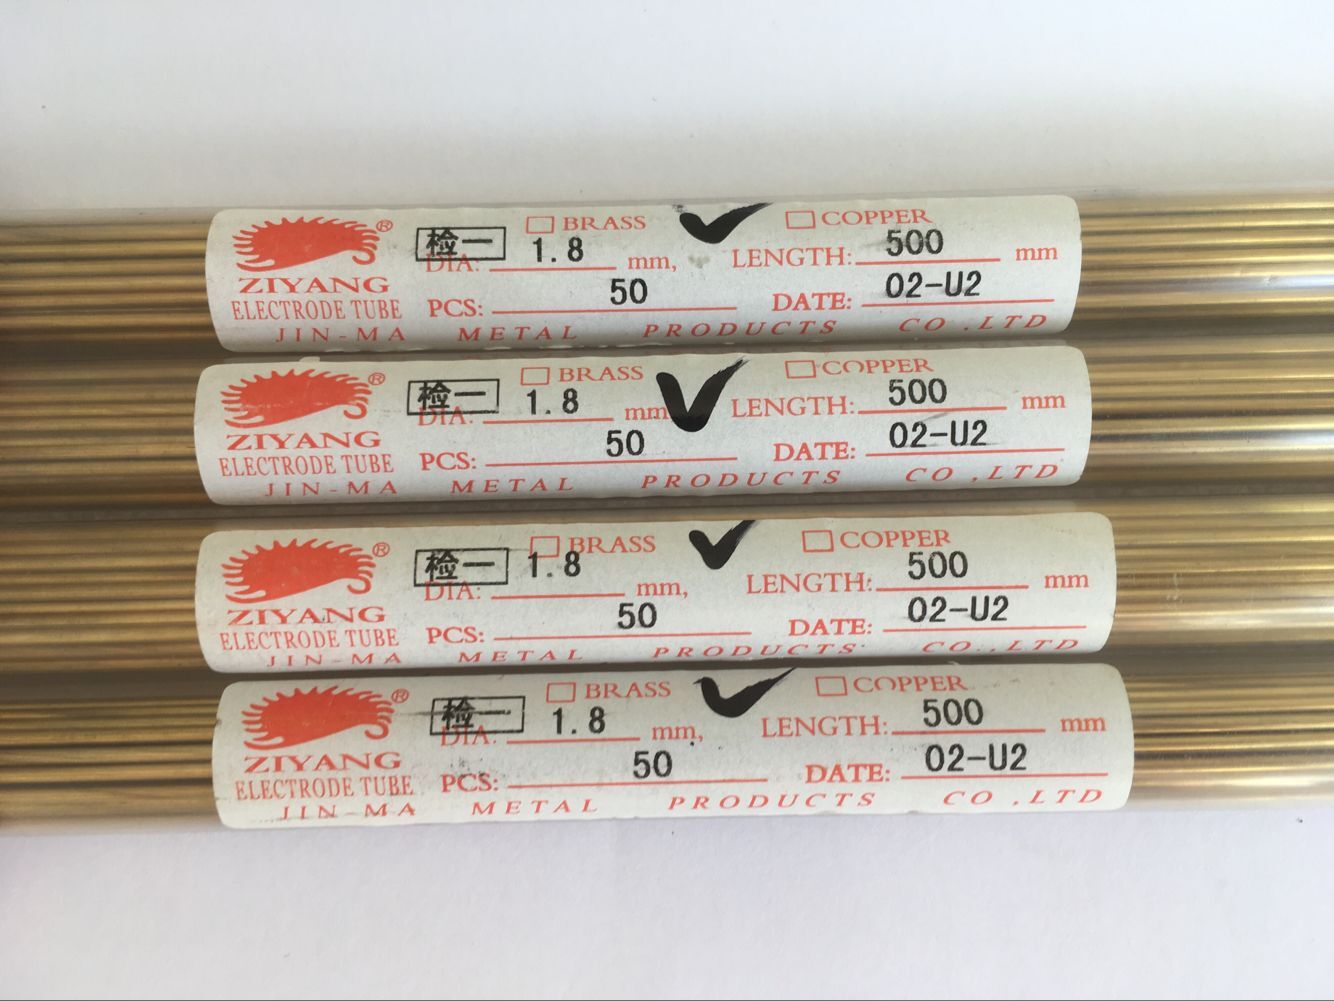 ® 检一 BRASS COPPER
DIA: 1.8 mm, LENGTH: 500 mm
ZIYANG
ELECTRODE TUBE PCS: 50 DATE: 02-U2
JIN-MA METAL PRODUCTS CO .,LTD
® 检一 BRASS COPPER
DIA: 1.8 mm LENGTH: 500 mm
ZIYANG
ELECTRODE TUBE PCS: 50 DATE: 02-U2
JIN-MA METAL PRODUCTS CO .,LTD
® 检一 BRASS COPPER
DIA: 1.8 mm, LENGTH: 500 mm
ZIYANG
ELECTRODE TUBE PCS: 50 DATE: 02-U2
JIN-MA METAL PRODUCTS CO.,LTD
® 检一 BRASS COPPER
DIA: 1.8 mm, LENGTH: 500 mm
ZIYANG
ELECTRODE TUBE PCS: 50 DATE: 02-U2
JIN-MA METAL PRODUCTS CO .,LTD